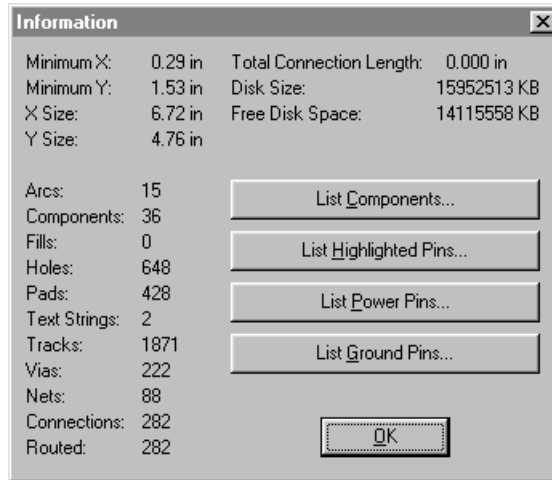 Information
Minimum X: 0.29 in Total Connection Length: 0.000 in
Minimum Y: 1.53 in Disk Size: 15952513 KB
X Size: 6.72 in Free Disk Space: 14115558 KB
Y Size: 4.76 in
Arcs: 15
Components: 36
Fills: 0
Holes: 648
Pads: 428
Text Strings: 2
Tracks: 1871
Vias: 222
Nets: 88
Connections: 282
Routed: 282
List Components...
List Highlighted Pins...
List Power Pins...
List Ground Pins...
OK